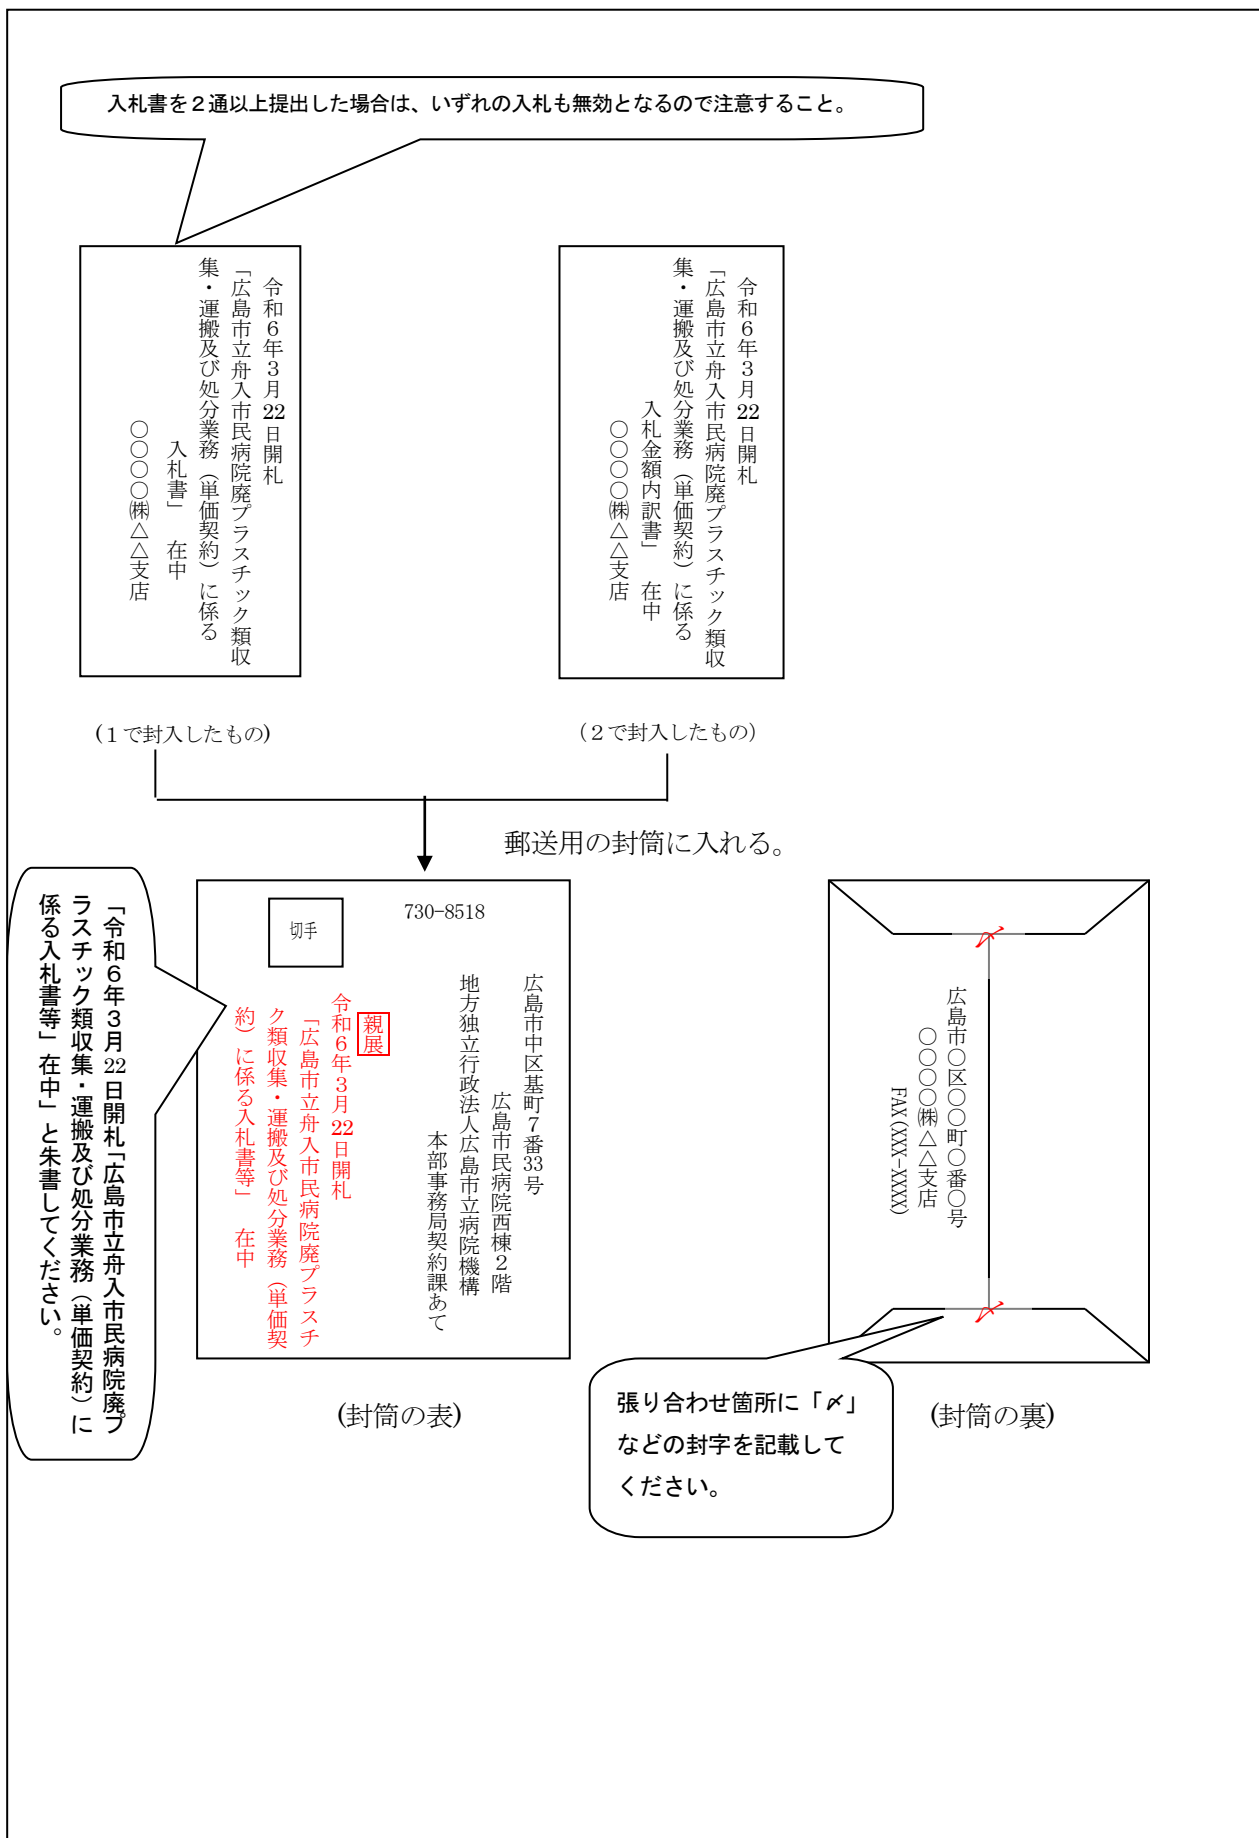 入札書を２通以上提出した場合は、いずれの入札も無効となるので注意すること。
令和６年３月22日開札
「広島市立舟入市民病院廃プラスチック類収
集・運搬及び処分業務（単価契約）に係る
入札書」　在中
〇〇〇〇㈱△△支店
令和６年３月22日開札
「広島市立舟入市民病院廃プラスチック類収
集・運搬及び処分業務（単価契約）に係る
入札金額内訳書」　在中
〇〇〇〇㈱△△支店
(１で封入したもの)
（２で封入したもの）
郵送用の封筒に入れる。
「令和６年３月22日開札「広島市立舟入市民病院廃プ
ラスチック類収集・運搬及び処分業務（単価契約）に
係る入札書等」在中」と朱書してください。
切手
730-8518
広島市中区基町７番33号
広島市民病院西棟２階
地方独立行政法人広島市立病院機構
本部事務局契約課あて
親展
令和６年３月22日開札
「広島市立舟入市民病院廃プラスチッ
ク類収集・運搬及び処分業務（単価契
約）に係る入札書等」　在中
(封筒の表)
〆
広島市〇区〇〇町〇番〇号
〇〇〇〇㈱△△支店
FAX(XXX-XXXX)
〆
(封筒の裏)
張り合わせ箇所に「〆」
などの封字を記載して
ください。